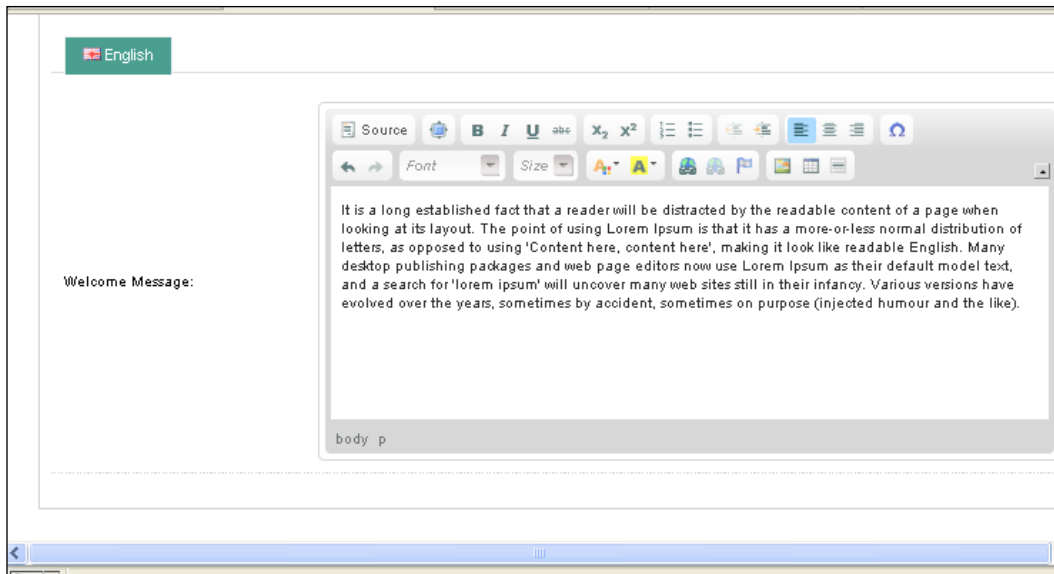 English
Source B I U abc X2 X² Ω
Font Size A A
It is a long established fact that a reader will be distracted by the readable content of a page when
looking at its layout. The point of using Lorem Ipsum is that it has a more-or-less normal distribution of
letters, as opposed to using 'Content here, content here', making it look like readable English. Many
desktop publishing packages and web page editors now use Lorem Ipsum as their default model text,
Welcome Message:
and a search for 'lorem ipsum' will uncover many web sites still in their infancy. Various versions have
evolved over the years, sometimes by accident, sometimes on purpose (injected humour and the like).
body p